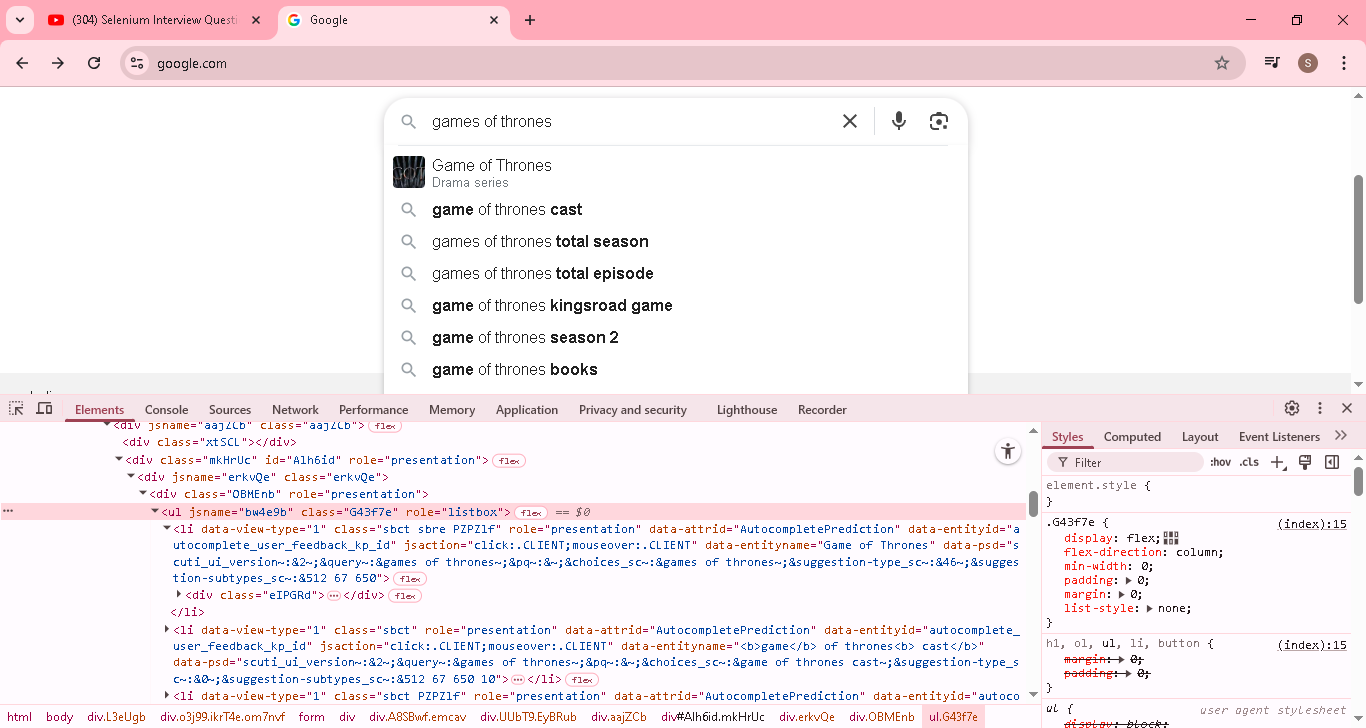 (304) Selenium Interview Questi
Google
google.com
S
games of thrones
GOT
Game of Thrones
Drama series
game of thrones cast
games of thrones total season
games of thrones total episode
game of thrones kingsroad game
game of thrones season 2
game of thrones books
Elements Console Sources Network Performance Memory Application Privacy and security Lighthouse Recorder
<div jsname="aajZCb" class="aajZCb"> flex
<div class="xtSCL"></div>
<div class="mkHrUc" id="Alh6id" role="presentation"> flex
<div jsname="erkvQe" class="erkvQe">
<div class="OBMEnb" role="presentation">
... <ul jsname="bw4e9b" class="G43f7e" role="listbox"> flex == $0
<li data-view-type="1" class="sbct sbre PZPZlf" role="presentation" data-attrid="AutocompletePrediction" data-entityid="a
utocomplete_user_feedback_kp_id" jsaction="click:.CLIENT;mouseover:.CLIENT" data-entityname="Game of Thrones" data-psd="s
cuti_ui_version~:&2~;&query~:&games of thrones~;&pq~:&~;&choices_sc~:&games of thrones~;&suggestion-type_sc~:&46~;&sugges
tion-subtypes_sc~:&512 67 650"> flex
<div class="eIPGRd"> ... </div> flex
</li>
<li data-view-type="1" class="sbct" role="presentation" data-attrid="AutocompletePrediction" data-entityid="autocomplete_
user_feedback_kp_id" jsaction="click:.CLIENT;mouseover:.CLIENT" data-entityname="<b>game</b> of thrones<b> cast</b>"
data-psd="scuti_ui_version~:&2~;&query~:&games of thrones~;&pq~:&~;&choices_sc~:&game of thrones cast~;&suggestion-type_s
c~:&0~;&suggestion-subtypes_sc~:&512 67 650 10"> ... </li> flex
<li data-view-type="1" class="sbct PZPZlf" role="presentation" data-attrid="AutocompletePrediction" data-entityid="autoco
html body div.L3eUgb div.o3j99.ikrT4e.om7nvf form div div.A8SBwf.emcav div.UUbT9.EyBRub div.aajZCb div#Alh6id.mkHrUc div.erkvQe div.OBMEnb ul.G43f7e
Styles Computed Layout Event Listeners
Filter :hov .cls
element.style {
}
.G43f7e { (index):15
display: flex;
flex-direction: column;
min-width: 0;
padding: 0;
margin: 0;
list-style: none;
}
h1, ol, ul, li, button { (index):15
margin: 0;
padding: 0;
}
ul { user agent stylesheet
display: block;